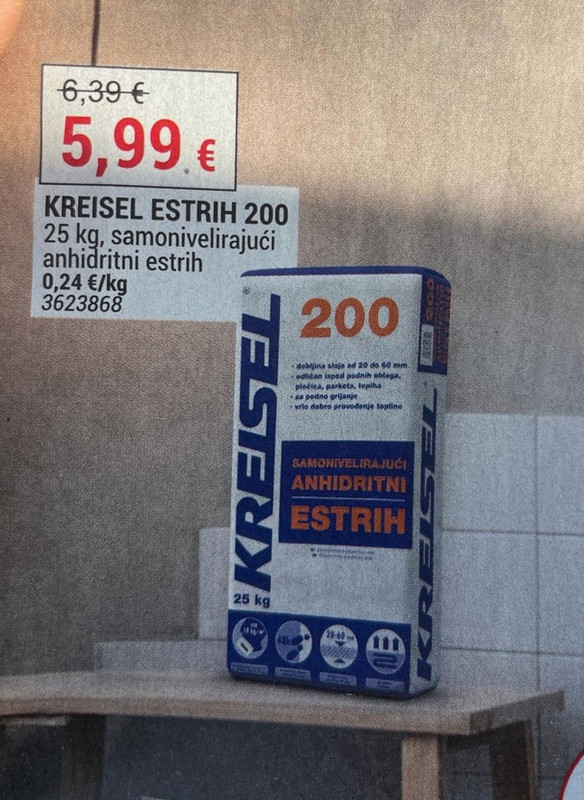 6,39 €
5,99 €
KREISEL ESTRIH 200
25 kg, samonivelirajući
anhidritni estrih
0,24 €/kg
3623868
KREISEL
®
200
• debljina sloja od 20 do 60 mm
• odličan ispod podnih obloga,
pločica, parketa, tepiha
• za podno grijanje
• vrlo dobro provođenje topline
SAMONIVELIRAJUĆI
ANHIDRITNI
ESTRIH
25 kg
48h
20-60 mm
200
KREISEL